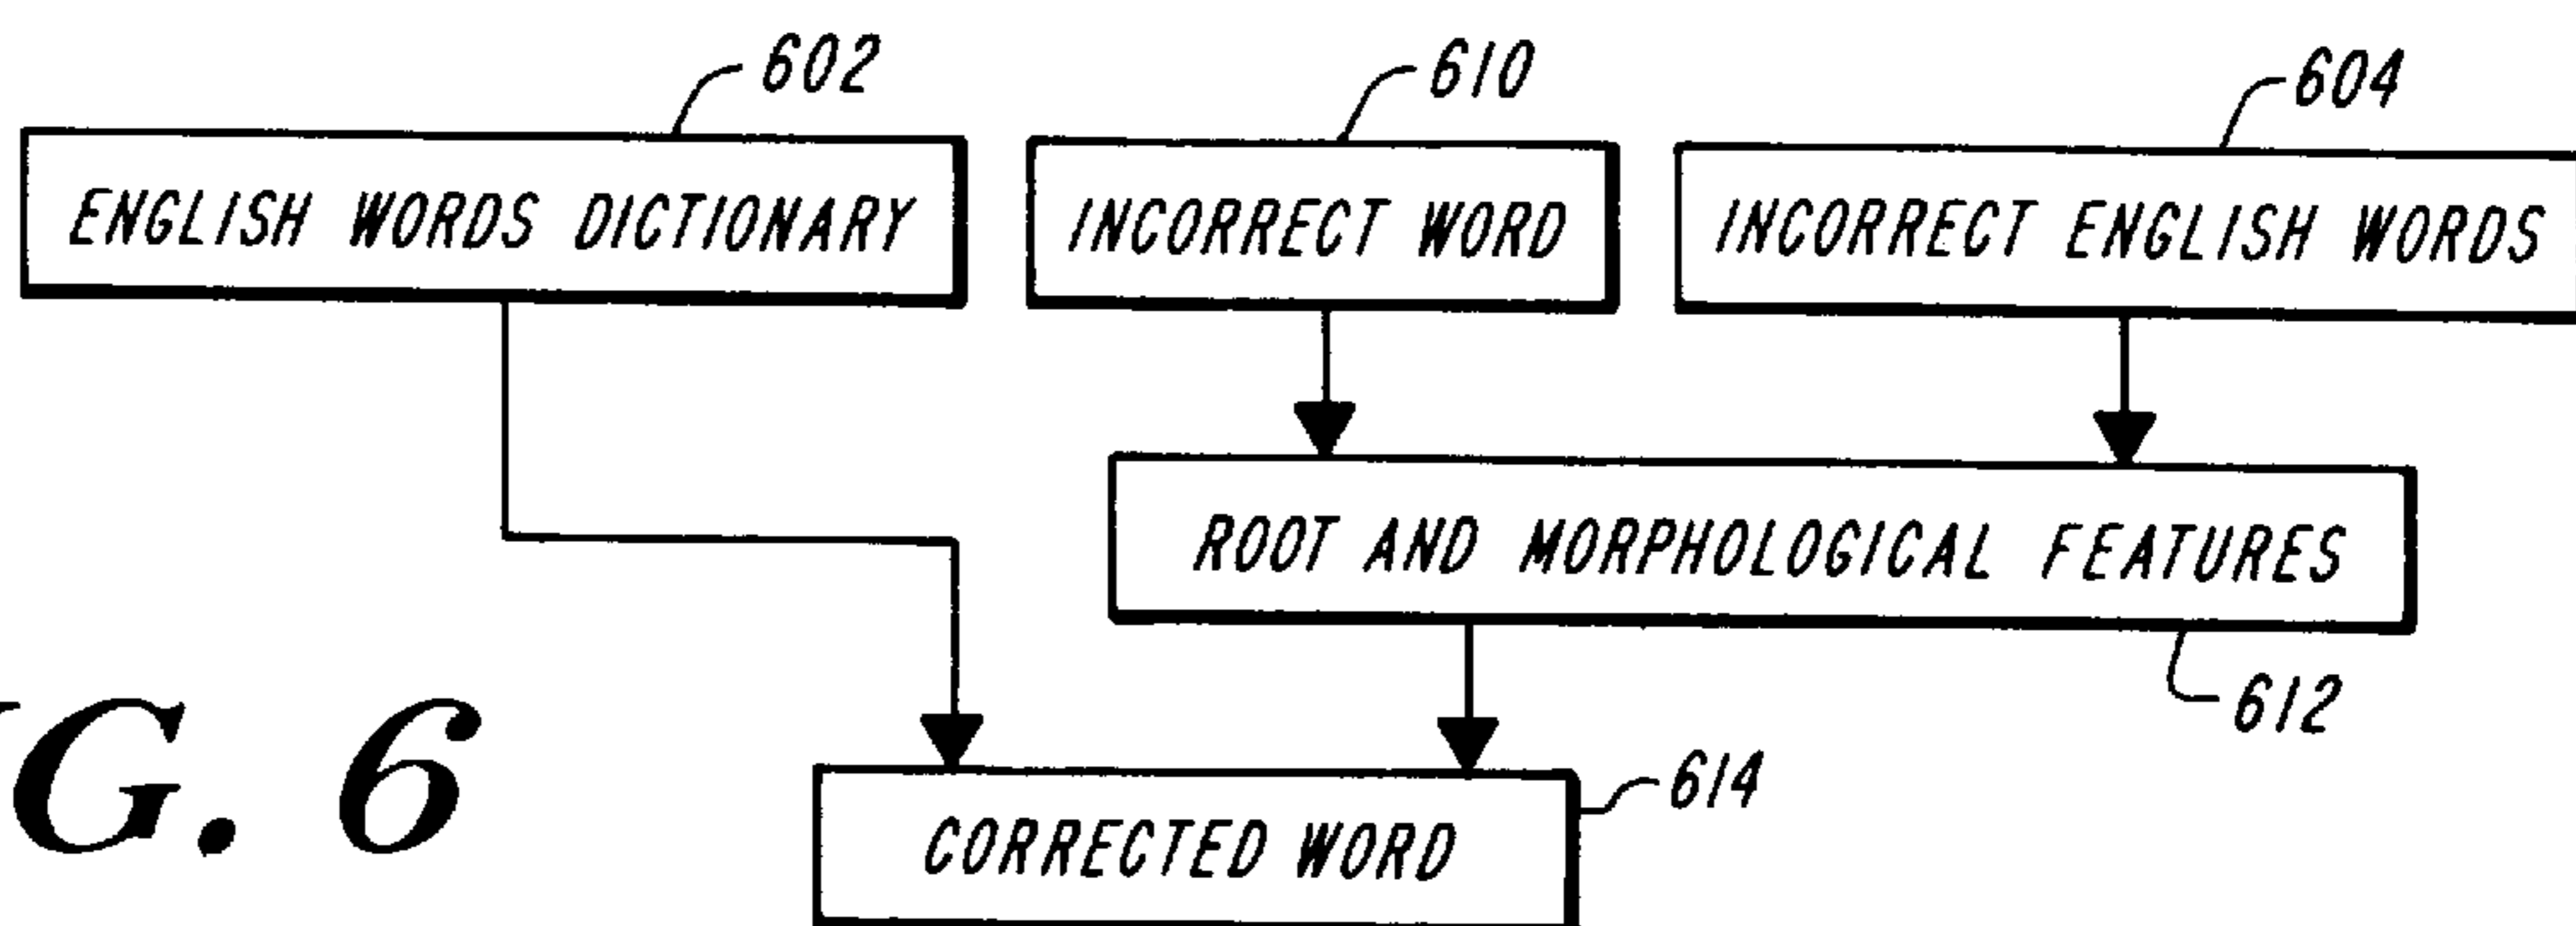 602
610
604
ENGLISH WORDS DICTIONARY
INCORRECT WORD
INCORRECT ENGLISH WORDS
ROOT AND MORPHOLOGICAL FEATURES
612
G. 6
614
CORRECTED WORD